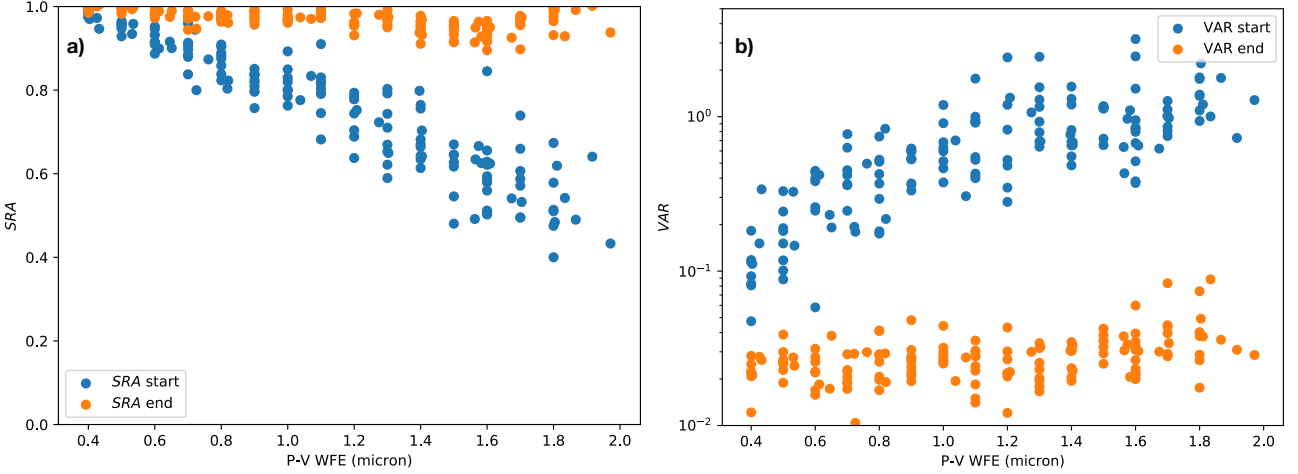 a)
1.0
0.8
0.6
0.4
0.2
0.0
SRA
SRA start
SRA end
0.4 0.6 0.8 1.0 1.2 1.4 1.6 1.8 2.0
P-V WFE (micron)
b)
VAR start
VAR end
10⁰
10⁻¹
10⁻²
VAR
0.4 0.6 0.8 1.0 1.2 1.4 1.6 1.8 2.0
P-V WFE (micron)